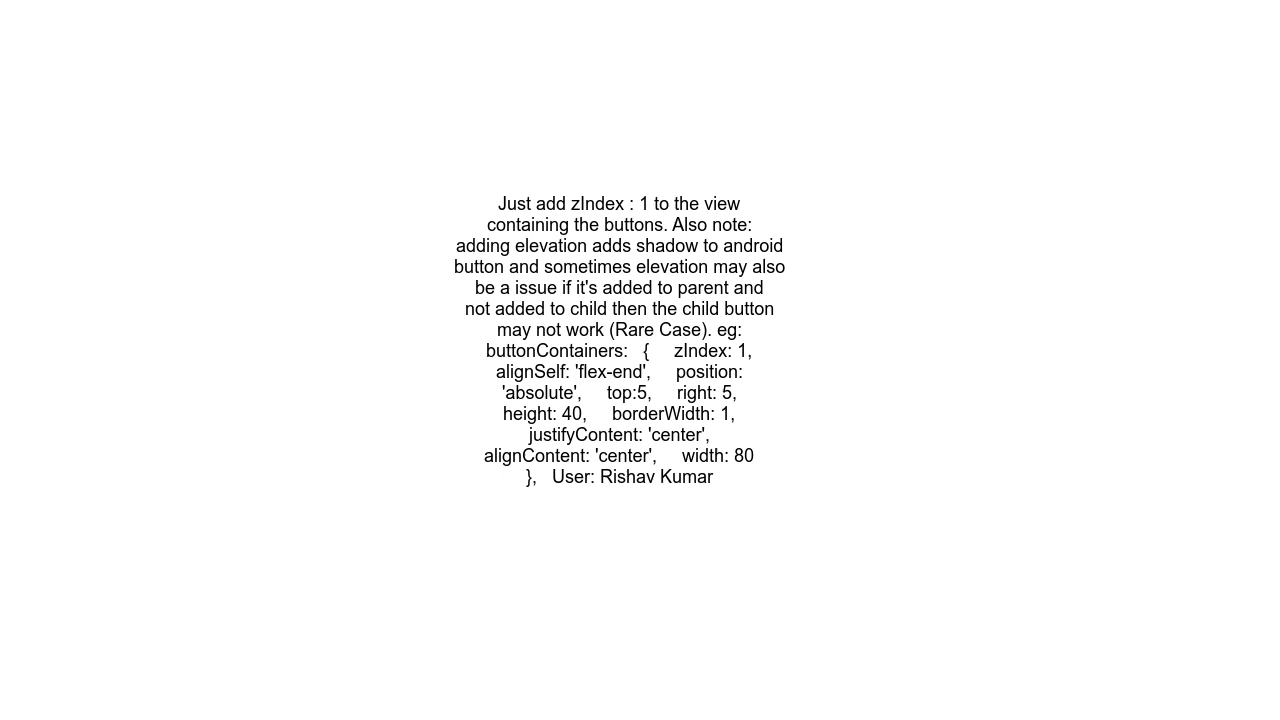 Just add zIndex : 1 to the view
containing the buttons. Also note:
adding elevation adds shadow to android
button and sometimes elevation may also
be a issue if it's added to parent and
not added to child then the child button
may not work (Rare Case). eg:
buttonContainers:   {     zIndex: 1,
alignSelf: 'flex-end',     position:
'absolute',     top:5,     right: 5,
height: 40,     borderWidth: 1,
justifyContent: 'center',
alignContent: 'center',     width: 80
},   User: Rishav Kumar